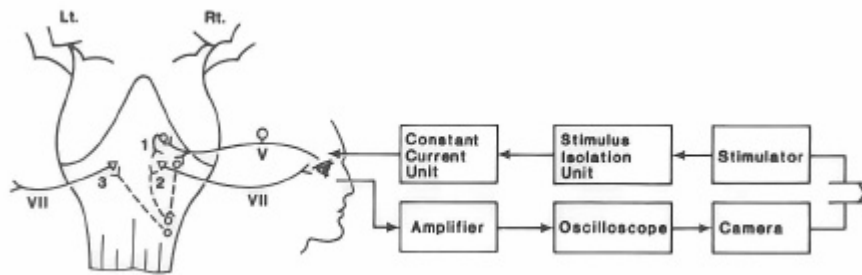 Lt.
Rt.
1
V
2
3
VII
VII
Constant
Current
Unit
Stimulus
Isolation
Unit
Stimulator
Amplifier
Oscilloscope
Camera